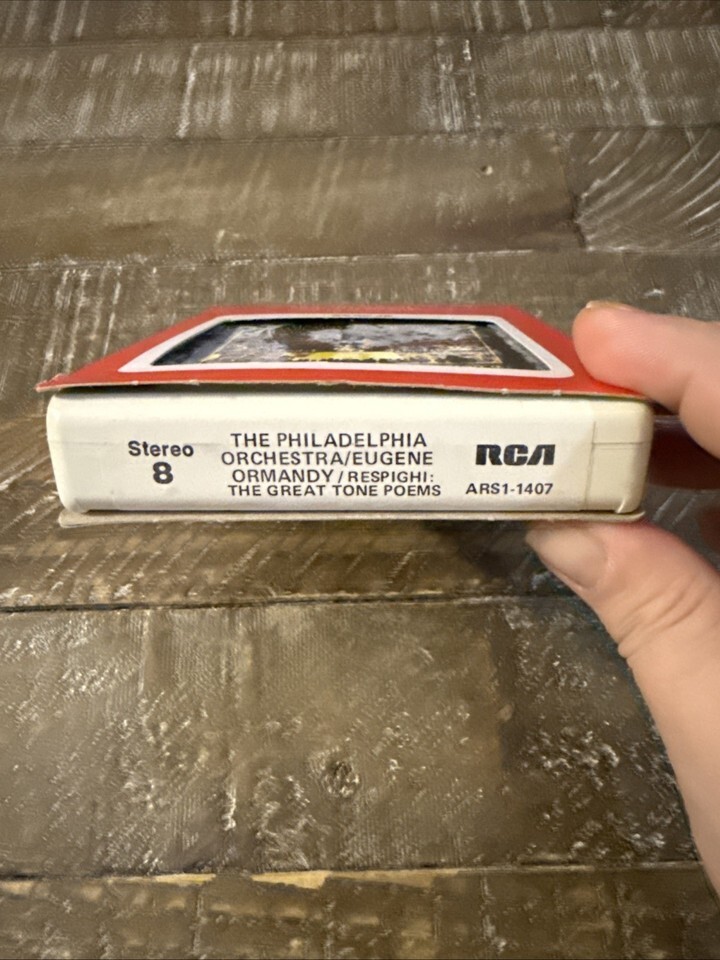 Stereo
8
THE PHILADELPHIA
ORCHESTRA/EUGENE
ORMANDY/RESPIGHI:
THE GREAT TONE POEMS
RCA
ARS1-1407